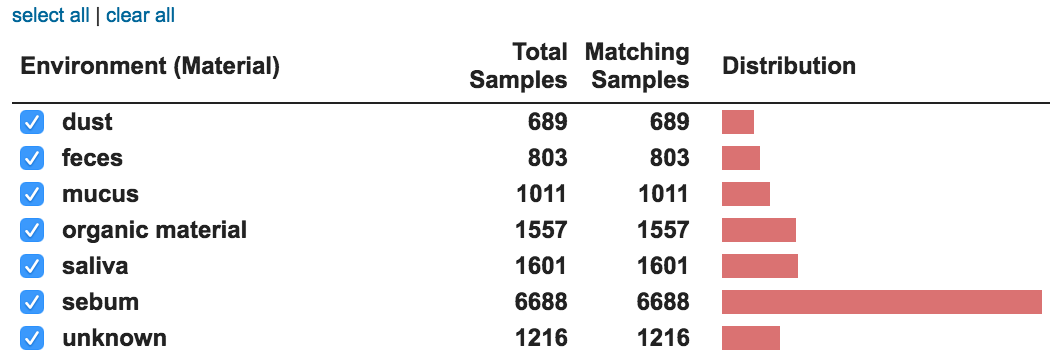 select all | clear all
Environment (Material) Total Samples Matching Samples Distribution
dust 689 689
feces 803 803
mucus 1011 1011
organic material 1557 1557
saliva 1601 1601
sebum 6688 6688
unknown 1216 1216